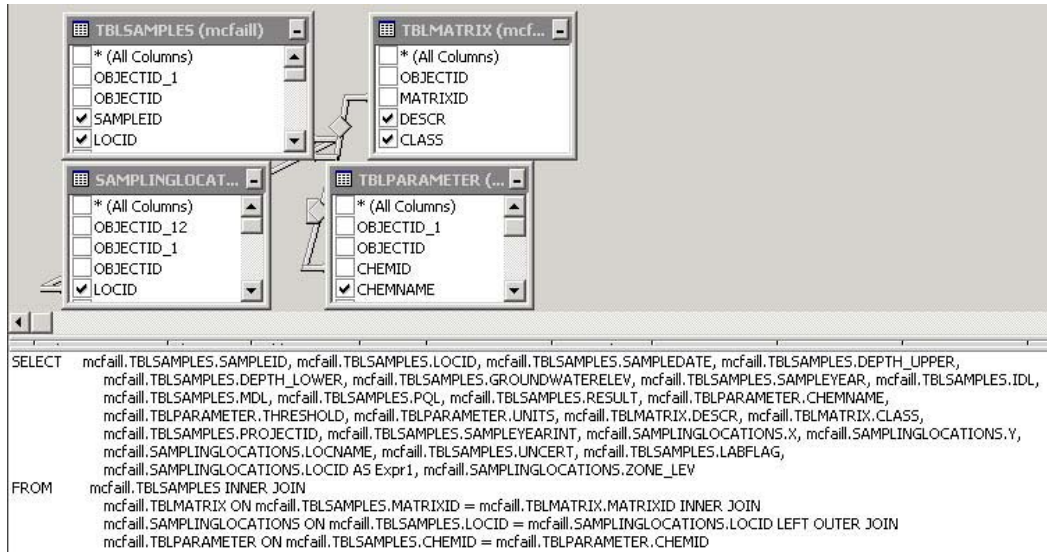 TBLSAMPLES (mcfaill)
* (All Columns)
OBJECTID_1
OBJECTID
SAMPLEID
LOCID
TBLMATRIX (mcf...
* (All Columns)
OBJECTID
MATRIXID
DESCR
CLASS
SAMPLINGLOCAT...
* (All Columns)
OBJECTID_12
OBJECTID_1
OBJECTID
LOCID
TBLPARAMETER (...
* (All Columns)
OBJECTID_1
OBJECTID
CHEMID
CHEMNAME
SELECT mcfaill.TBLSAMPLES.SAMPLEID, mcfaill.TBLSAMPLES.LOCID, mcfaill.TBLSAMPLES.SAMPLEDATE, mcfaill.TBLSAMPLES.DEPTH_UPPER,
mcfaill.TBLSAMPLES.DEPTH_LOWER, mcfaill.TBLSAMPLES.GROUNDWATERELEV, mcfaill.TBLSAMPLES.SAMPLEYEAR, mcfaill.TBLSAMPLES.IDL,
mcfaill.TBLSAMPLES.MDL, mcfaill.TBLSAMPLES.PQL, mcfaill.TBLSAMPLES.RESULT, mcfaill.TBLPARAMETER.CHEMNAME,
mcfaill.TBLPARAMETER.THRESHOLD, mcfaill.TBLPARAMETER.UNITS, mcfaill.TBLMATRIX.DESCR, mcfaill.TBLMATRIX.CLASS,
mcfaill.TBLSAMPLES.PROJECTID, mcfaill.TBLSAMPLES.SAMPLEYEARINT, mcfaill.SAMPLINGLOCATIONS.X, mcfaill.SAMPLINGLOCATIONS.Y,
mcfaill.SAMPLINGLOCATIONS.LOCNAME, mcfaill.TBLSAMPLES.UNCERT, mcfaill.TBLSAMPLES.LABFLAG,
mcfaill.SAMPLINGLOCATIONS.LOCID AS Expr1, mcfaill.SAMPLINGLOCATIONS.ZONE_LEV
FROM mcfaill.TBLSAMPLES INNER JOIN
mcfaill.TBLMATRIX ON mcfaill.TBLSAMPLES.MATRIXID = mcfaill.TBLMATRIX.MATRIXID INNER JOIN
mcfaill.SAMPLINGLOCATIONS ON mcfaill.TBLSAMPLES.LOCID = mcfaill.SAMPLINGLOCATIONS.LOCID LEFT OUTER JOIN
mcfaill.TBLPARAMETER ON mcfaill.TBLSAMPLES.CHEMID = mcfaill.TBLPARAMETER.CHEMID